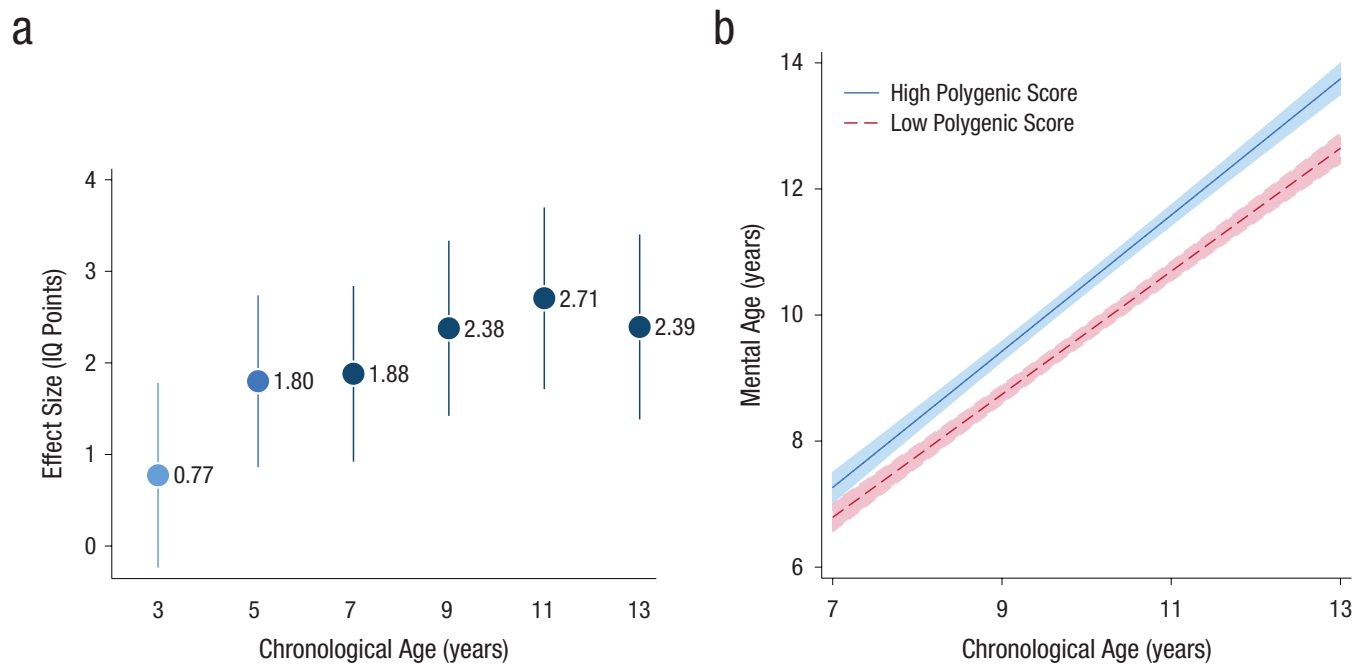 a
Effect Size (IQ Points)
4
3
2
1
0
0.77
1.80
1.88
2.38
2.71
2.39
3 5 7 9 11 13
Chronological Age (years)
b
Mental Age (years)
14
12
10
8
6
High Polygenic Score
Low Polygenic Score
7 9 11 13
Chronological Age (years)